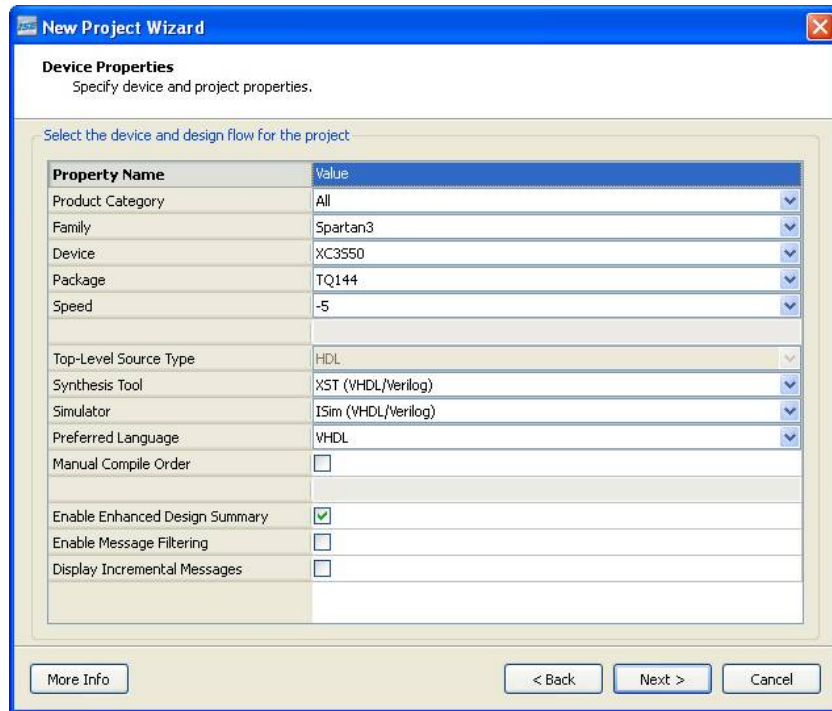 ISE New Project Wizard
Device Properties
Specify device and project properties.
Select the device and design flow for the project
Property Name Value
Product Category All
Family Spartan3
Device XC3S50
Package TQ144
Speed -5
Top-Level Source Type HDL
Synthesis Tool XST (VHDL/Verilog)
Simulator ISim (VHDL/Verilog)
Preferred Language VHDL
Manual Compile Order
Enable Enhanced Design Summary
Enable Message Filtering
Display Incremental Messages
More Info < Back Next > Cancel